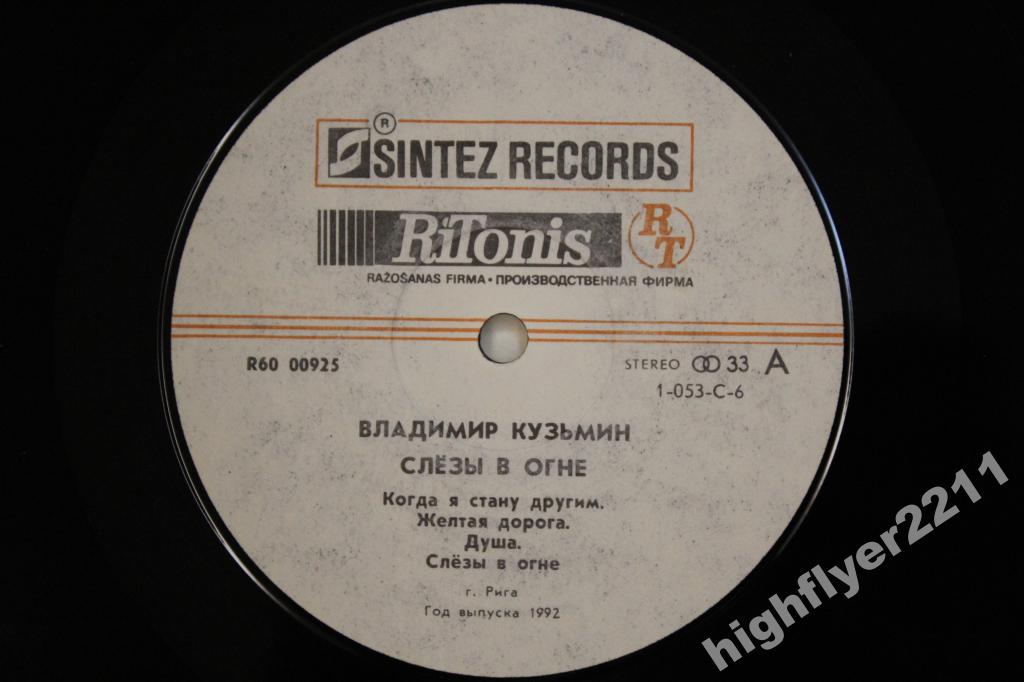 ®
SINTEZ RECORDS
RiTonis RT
RAŽOŠANAS FIRMA • ПРОИЗВОДСТВЕННАЯ ФИРМА
R60 00925
STEREO 33 A
1-053-C-6
ВЛАДИМИР КУЗЬМИН
СЛЁЗЫ В ОГНЕ
Когда я стану другим.
Желтая дорога.
Душа.
Слёзы в огне
г. Рига
Год выпуска 1992
highflyer2211